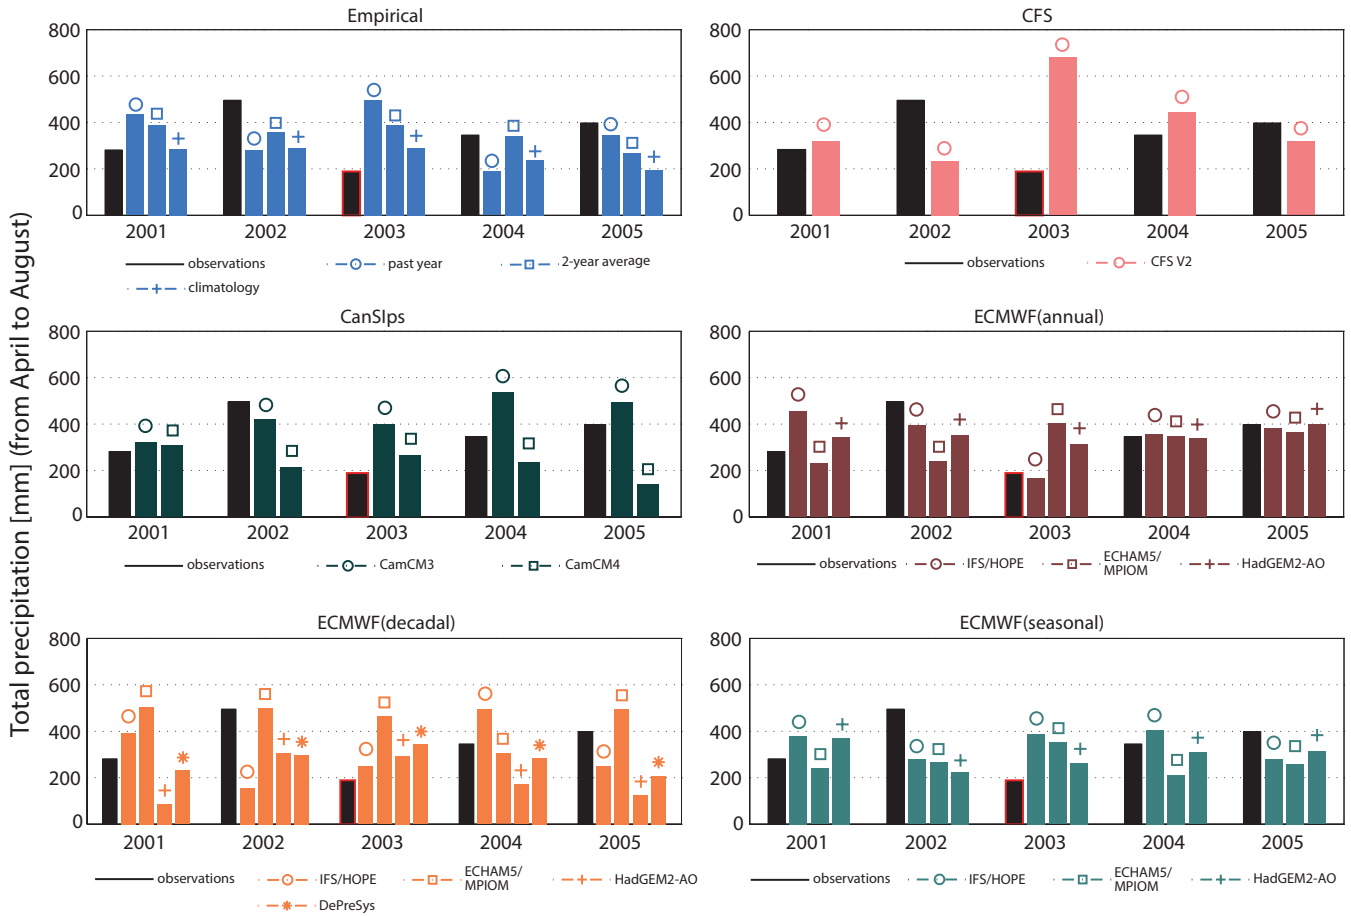 Total precipitation [mm] (from April to August)
Empirical
800
600
400
200
0
2001 2002 2003 2004 2005
observations past year 2-year average
climatology
CFS
800
600
400
200
0
2001 2002 2003 2004 2005
observations CFS V2
CanSIps
800
600
400
200
0
2001 2002 2003 2004 2005
observations CamCM3 CamCM4
ECMWF(annual)
800
600
400
200
0
2001 2002 2003 2004 2005
observations IFS/HOPE ECHAM5/
MPIOM HadGEM2-AO
ECMWF(decadal)
800
600
400
200
0
2001 2002 2003 2004 2005
observations IFS/HOPE ECHAM5/
MPIOM HadGEM2-AO
DePreSys
ECMWF(seasonal)
800
600
400
200
0
2001 2002 2003 2004 2005
observations IFS/HOPE ECHAM5/
MPIOM HadGEM2-AO